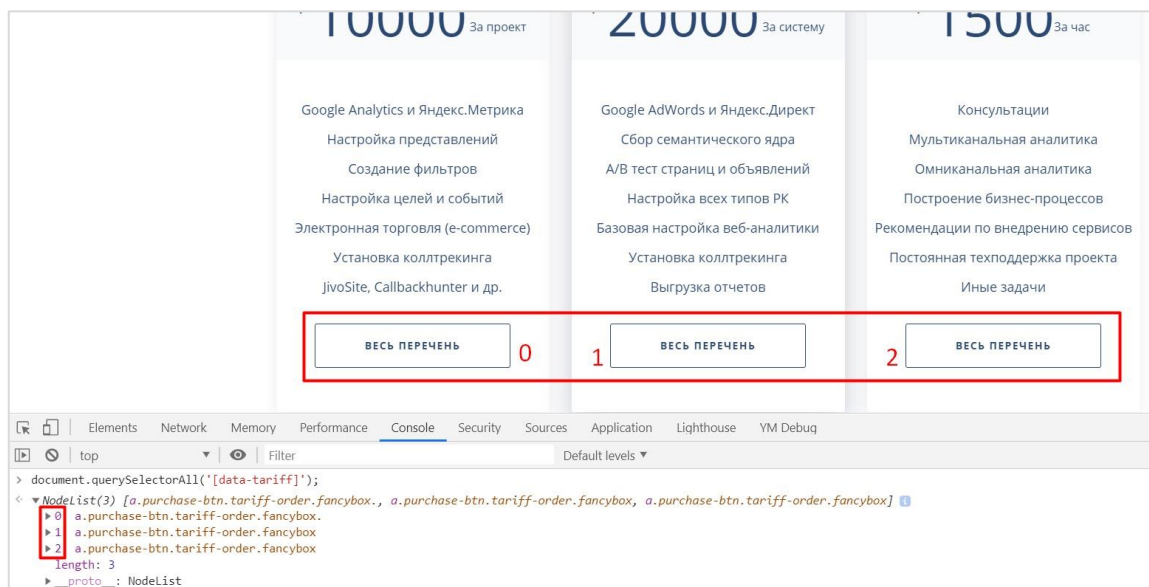 10000 За проект
20000 За систему
1500 За час
Google Analytics и Яндекс.Метрика
Настройка представлений
Создание фильтров
Настройка целей и событий
Электронная торговля (e-commerce)
Установка коллтрекинга
JivoSite, Callbackhunter и др.
ВЕСЬ ПЕРЕЧЕНЬ
0
Google AdWords и Яндекс.Директ
Сбор семантического ядра
A/B тест страниц и объявлений
Настройка всех типов РК
Базовая настройка веб-аналитики
Установка коллтрекинга
Выгрузка отчетов
1
ВЕСЬ ПЕРЕЧЕНЬ
Консультации
Мультиканальная аналитика
Омниканальная аналитика
Построение бизнес-процессов
Рекомендации по внедрению сервисов
Постоянная техподдержка проекта
Иные задачи
2
ВЕСЬ ПЕРЕЧЕНЬ
Elements Network Memory Performance Console Security Sources Application Lighthouse YM Debug
top Filter Default levels
document.querySelectorAll('[data-tariff]');
NodeList(3) [a.purchase-btn.tariff-order.fancybox., a.purchase-btn.tariff-order.fancybox, a.purchase-btn.tariff-order.fancybox]
0 a.purchase-btn.tariff-order.fancybox.
1 a.purchase-btn.tariff-order.fancybox
2 a.purchase-btn.tariff-order.fancybox
length: 3
__proto__: NodeList